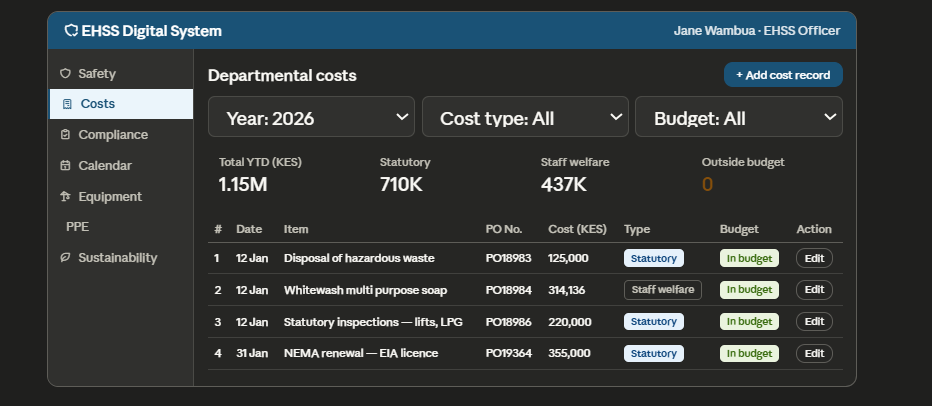 EHSS Digital System
Jane Wambua · EHSS Officer
Safety
Costs
Compliance
Calendar
Equipment
PPE
Sustainability
Departmental costs
+ Add cost record
Year: 2026
Cost type: All
Budget: All
Total YTD (KES)
1.15M
Statutory
710K
Staff welfare
437K
Outside budget
0
# Date Item PO No. Cost (KES) Type Budget Action
1 12 Jan Disposal of hazardous waste PO18983 125,000 Statutory In budget Edit
2 12 Jan Whitewash multi purpose soap PO18984 314,136 Staff welfare In budget Edit
3 12 Jan Statutory inspections — lifts, LPG PO18986 220,000 Statutory In budget Edit
4 31 Jan NEMA renewal — EIA licence PO19364 355,000 Statutory In budget Edit